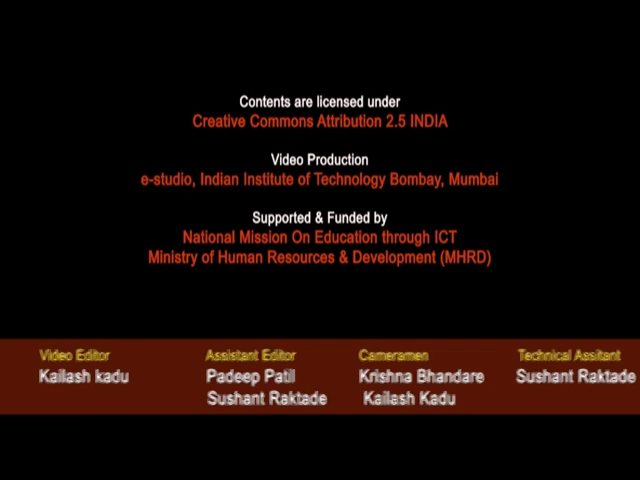 Contents are licensed under
Creative Commons Attribution 2.5 INDIA
Video Production
e-studio, Indian Institute of Technology Bombay, Mumbai
Supported & Funded by
National Mission On Education through ICT
Ministry of Human Resources & Development (MHRD)
Video Editor
Kailash kadu
Assistant Editor
Padeep Patil
Sushant Raktade
Cameramen
Krishna Bhandare
Kailash Kadu
Technical Assitant
Sushant Raktade